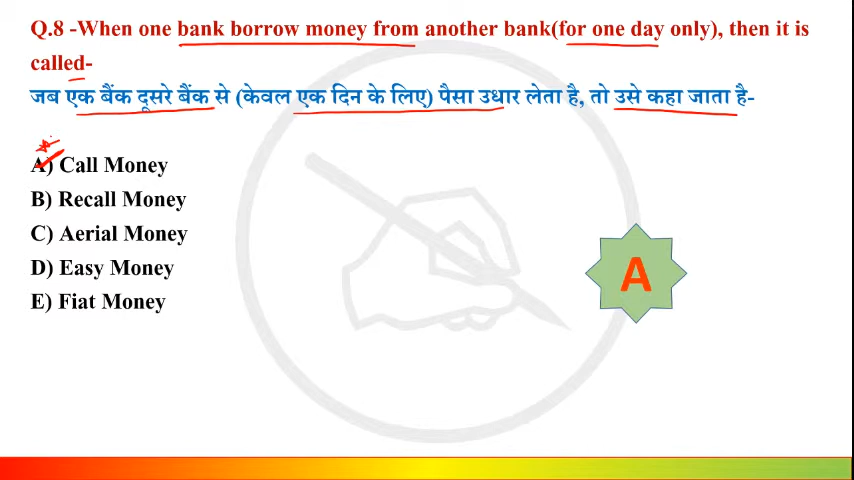 Q.8 -When one bank borrow money from another bank(for one day only), then it is
called-
जब एक बैंक दूसरे बैंक से (केवल एक दिन के लिए) पैसा उधार लेता है, तो उसे कहा जाता है-
A) Call Money
B) Recall Money
C) Aerial Money
D) Easy Money
E) Fiat Money
A